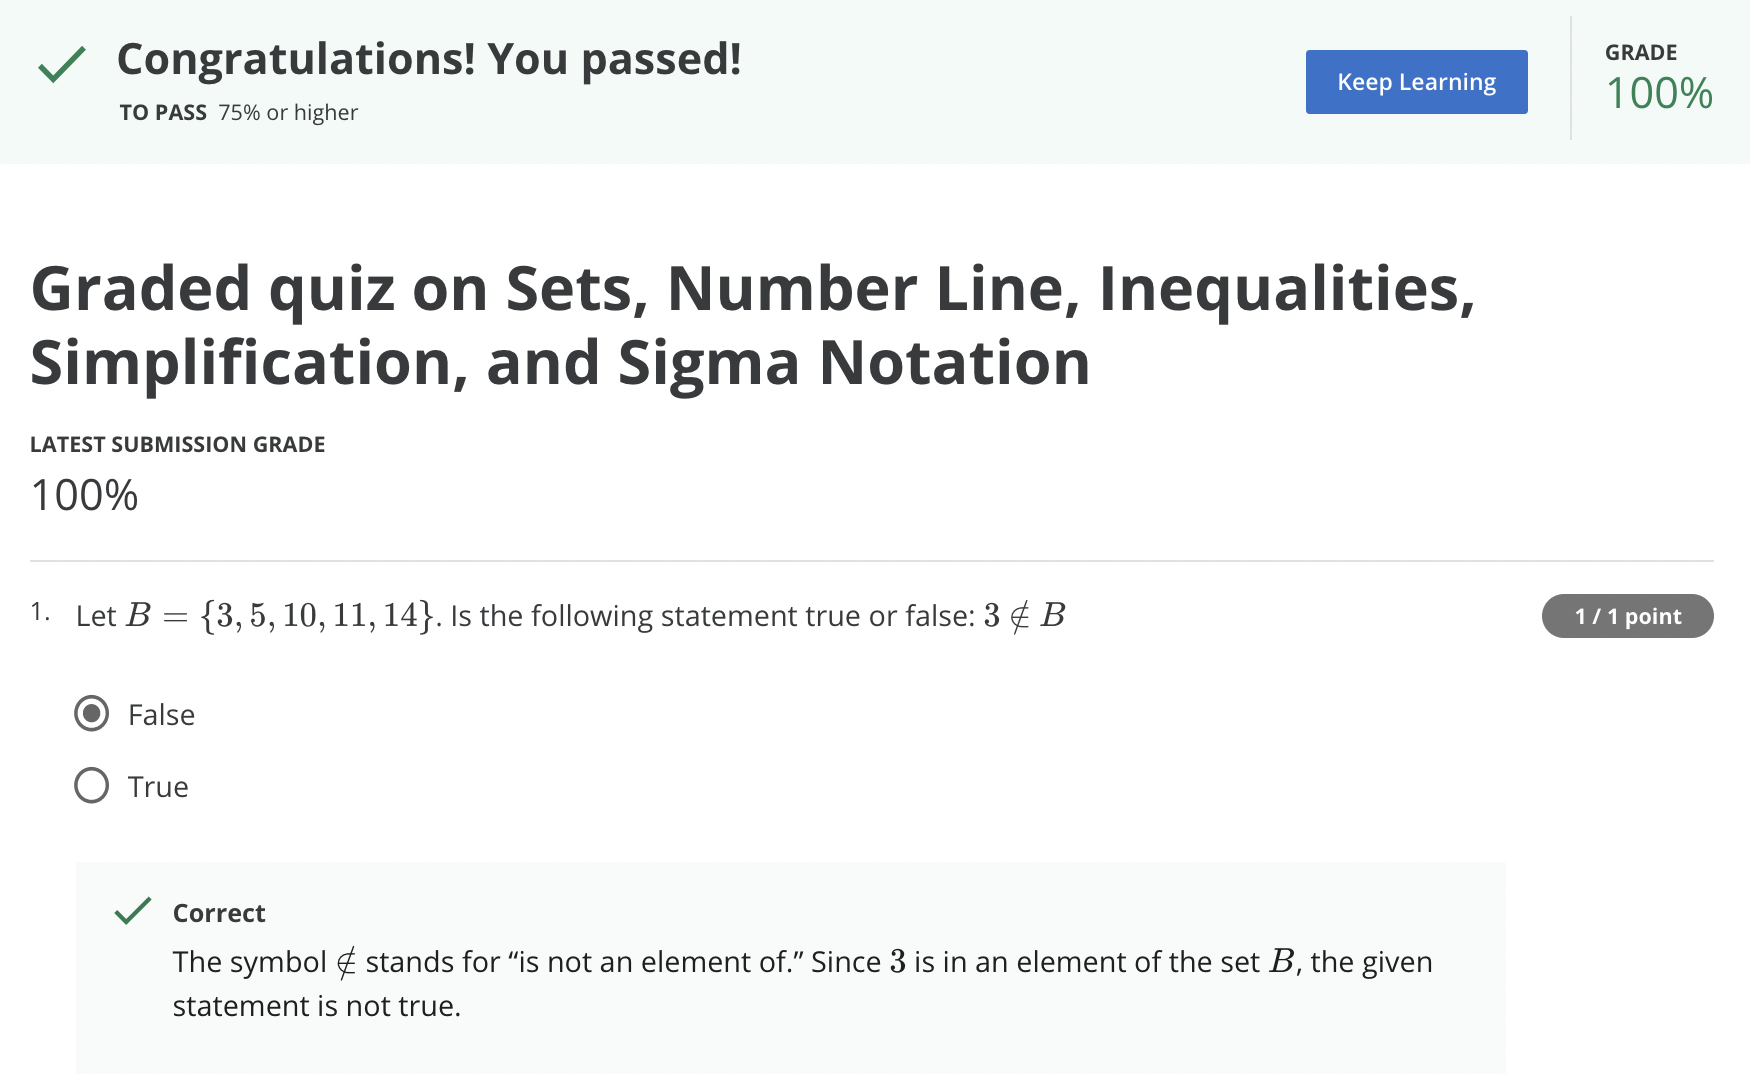 Congratulations! You passed!
TO PASS 75% or higher
Keep Learning
GRADE
100%
Graded quiz on Sets, Number Line, Inequalities,
Simplification, and Sigma Notation
LATEST SUBMISSION GRADE
100%
1. Let B = {3, 5, 10, 11, 14}. Is the following statement true or false: 3 ∉ B
1 / 1 point
False
True
Correct
The symbol ∉ stands for “is not an element of.” Since 3 is in an element of the set B, the given
statement is not true.